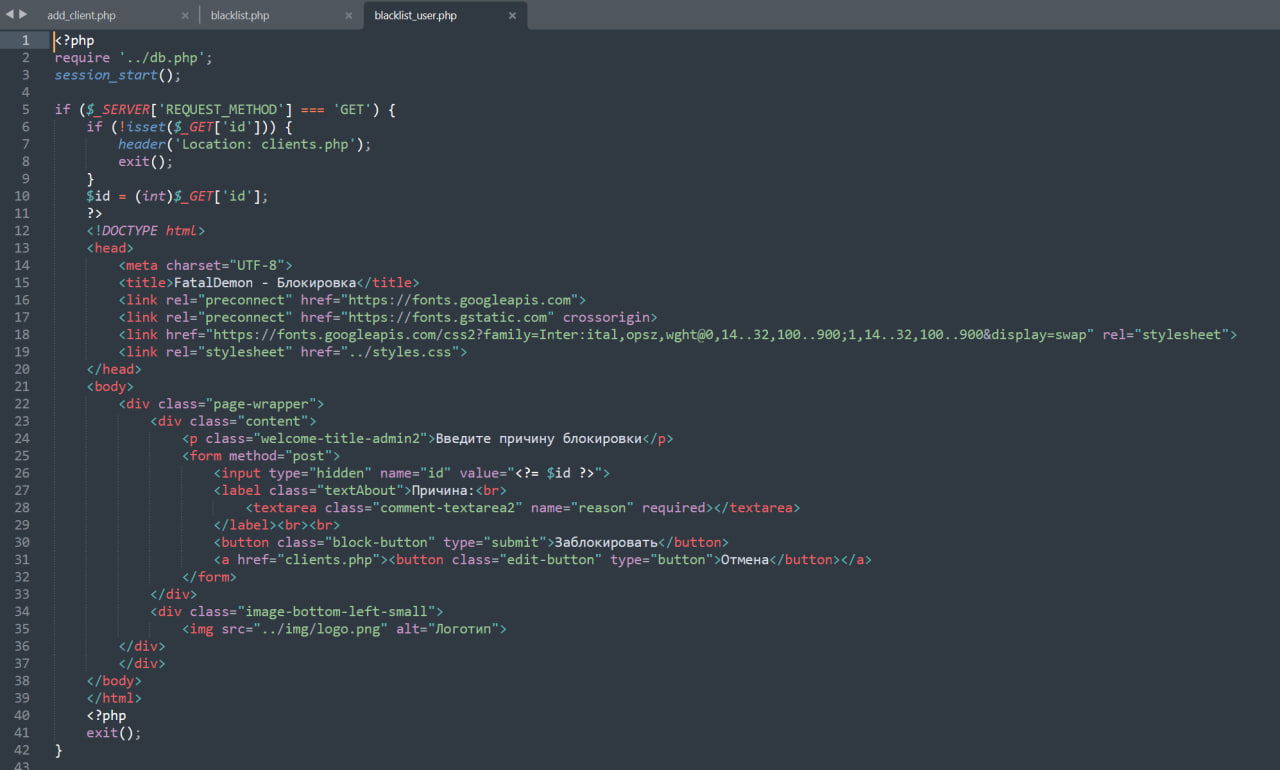 add_client.php × blacklist.php × blacklist_user.php ×
1 <?php
2 require '../db.php';
3 session_start();
4
5 if ($_SERVER['REQUEST_METHOD'] === 'GET') {
6 if (!isset($_GET['id'])) {
7 header('Location: clients.php');
8 exit();
9 }
10 $id = (int)$_GET['id'];
11 ?>
12 <!DOCTYPE html>
13 <head>
14 <meta charset="UTF-8">
15 <title>FatalDemon - Блокировка</title>
16 <link rel="preconnect" href="https://fonts.googleapis.com">
17 <link rel="preconnect" href="https://fonts.gstatic.com" crossorigin>
18 <link href="https://fonts.googleapis.com/css2?family=Inter:ital,opsz,wght@0,14..32,100..900;1,14..32,100..900&display=swap" rel="stylesheet">
19 <link rel="stylesheet" href="../styles.css">
20 </head>
21 <body>
22 <div class="page-wrapper">
23 <div class="content">
24 <p class="welcome-title-admin2">Введите причину блокировки</p>
25 <form method="post">
26 <input type="hidden" name="id" value="<?= $id ?>">
27 <label class="textAbout">Причина:<br>
28 <textarea class="comment-textarea2" name="reason" required></textarea>
29 </label><br><br>
30 <button class="block-button" type="submit">Заблокировать</button>
31 <a href="clients.php"><button class="edit-button" type="button">Отмена</button></a>
32 </form>
33 </div>
34 <div class="image-bottom-left-small">
35 <img src="../img/logo.png" alt="Логотип">
36 </div>
37 </div>
38 </body>
39 </html>
40 <?php
41 exit();
42 }
43